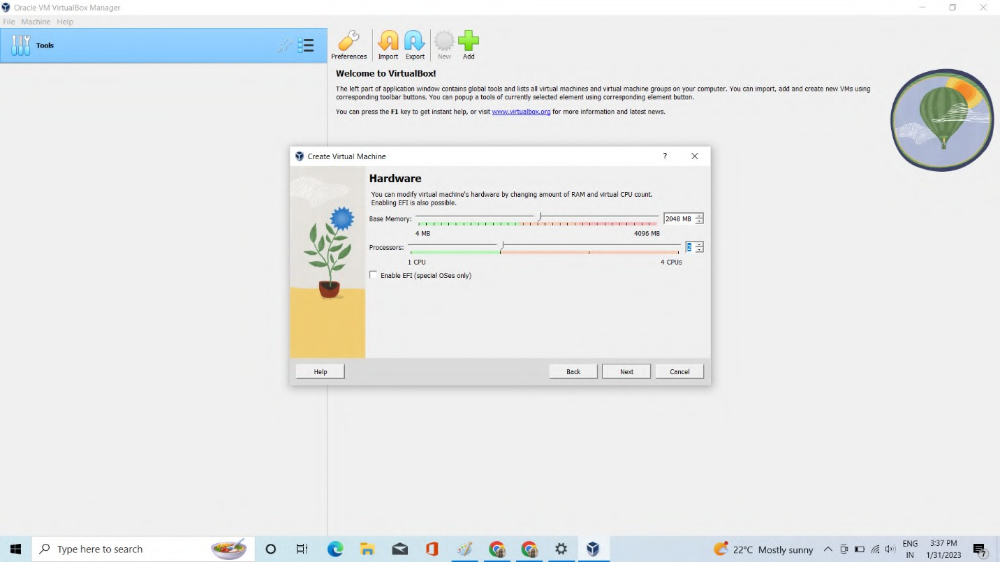 Oracle VM VirtualBox Manager
File Machine Help
Tools
Preferences Import Export New Add
Welcome to VirtualBox!
The left part of application window contains global tools and lists all virtual machines and virtual machine groups on your computer. You can import, add and create new VMs using
corresponding toolbar buttons. You can popup a tools of currently selected element using corresponding element button.
You can press the F1 key to get instant help, or visit www.virtualbox.org for more information and latest news.
Create Virtual Machine ?
Hardware
You can modify virtual machine's hardware by changing amount of RAM and virtual CPU count.
Enabling EFI is also possible.
Base Memory: 2048 MB
4 MB 4096 MB
Processors: 2
1 CPU 4 CPUs
Enable EFI (special OSes only)
Help Back Next Cancel
Type here to search
22°C Mostly sunny
ENG
IN
3:37 PM
1/31/2023
7